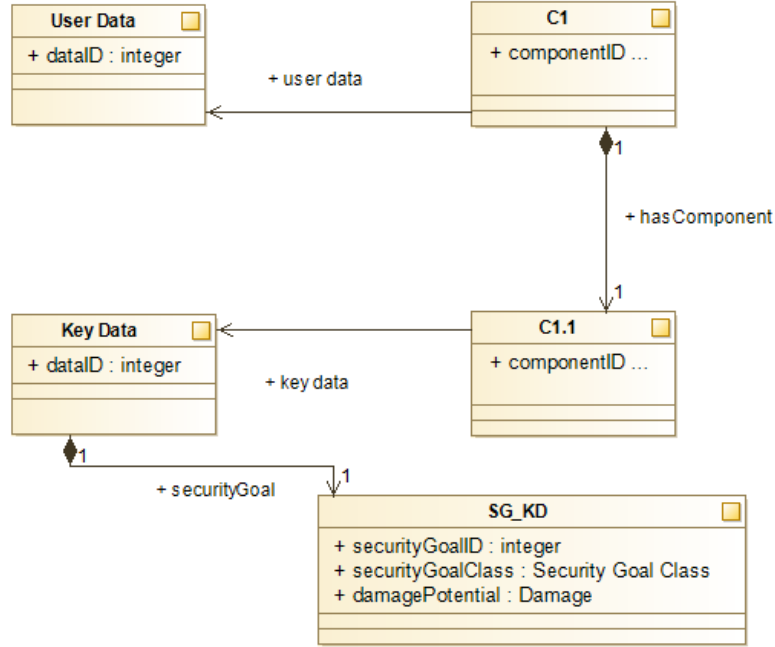 User Data
+ dataID : integer
C1
+ componentID ...
+ user data
1
+ hasComponent
1
Key Data
+ dataID : integer
C1.1
+ componentID ...
+ key data
1
+ securityGoal
1
SG_KD
+ securityGoalID : integer
+ securityGoalClass : Security Goal Class
+ damagePotential : Damage